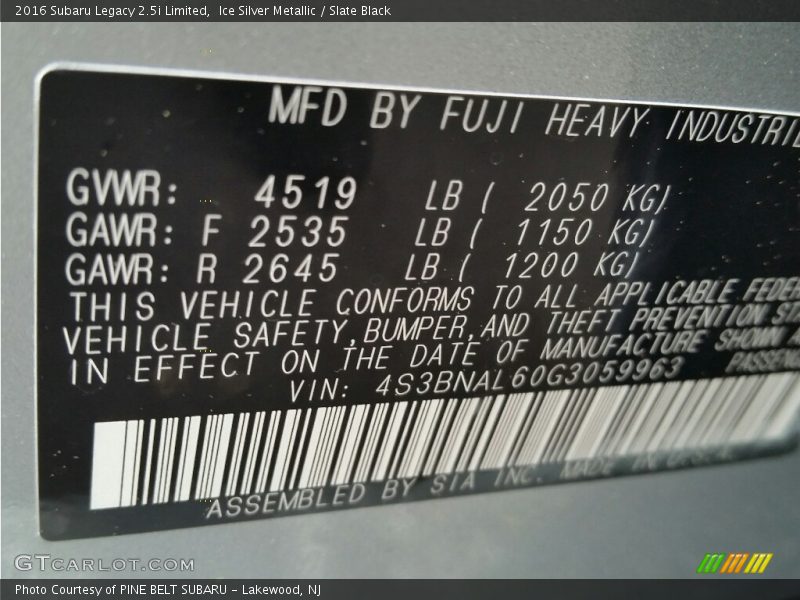 2016 Subaru Legacy 2.5i Limited, Ice Silver Metallic / Slate Black
MFD BY FUJI HEAVY INDUSTRIE
GVWR: 4519 LB ( 2050 KG)
GAWR: F 2535 LB ( 1150 KG)
GAWR: R 2645 LB ( 1200 KG)
THIS VEHICLE CONFORMS TO ALL APPLICABLE FEDER
VEHICLE SAFETY, BUMPER, AND THEFT PREVENTION ST
IN EFFECT ON THE DATE OF MANUFACTURE SHOWN A
VIN: 4S3BNAL60G3059963 PASSENG
ASSEMBLED BY SIA INC. MADE IN U.S.A.
GTCARLOT.COM
Photo Courtesy of PINE BELT SUBARU - Lakewood, NJ